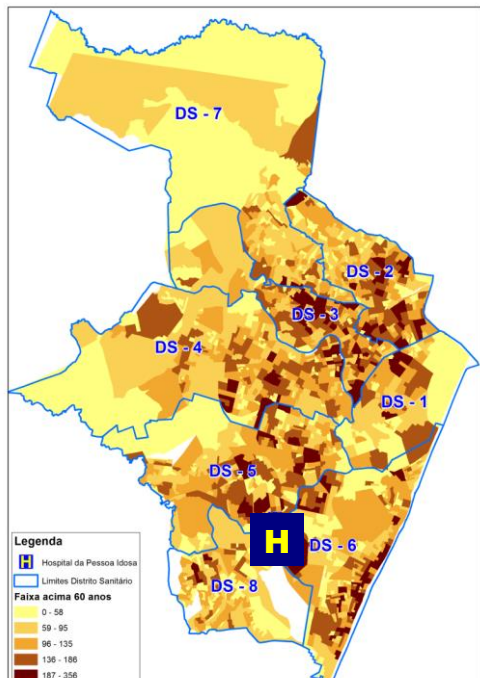 DS - 7
DS - 2
DS - 3
DS - 4
DS - 1
DS - 5
H
DS - 6
DS - 8
Legenda
H Hospital da Pessoa Idosa
Limites Distrito Sanitário
Faixa acima 60 anos
0 - 58
59 - 95
96 - 135
136 - 186
187 - 356